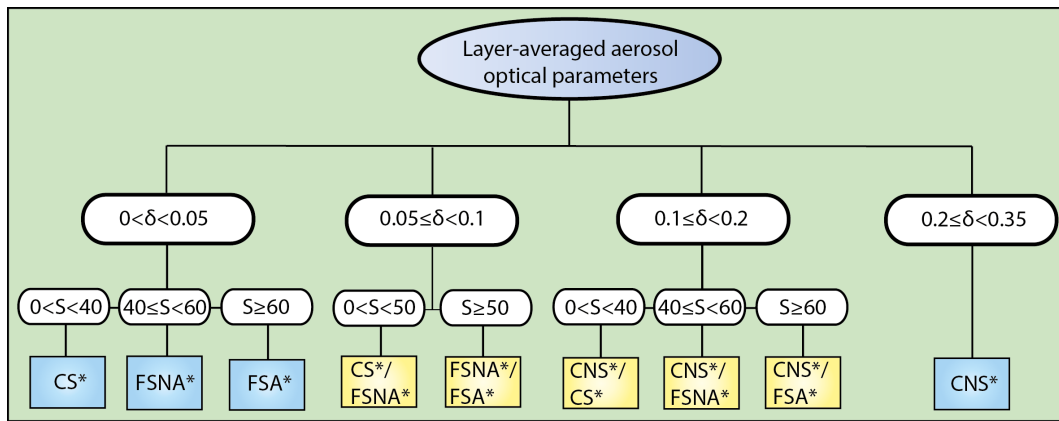 Layer-averaged aerosol
optical parameters
0<δ<0.05
0.05≤δ<0.1
0.1≤δ<0.2
0.2≤δ<0.35
0<S<40
40≤S<60
S≥60
0<S<50
S≥50
0<S<40
40≤S<60
S≥60
CS*
FSNA*
FSA*
CS*/
FSNA*
FSNA*/
FSA*
CNS*/
CS*
CNS*/
FSNA*
CNS*/
FSA*
CNS*